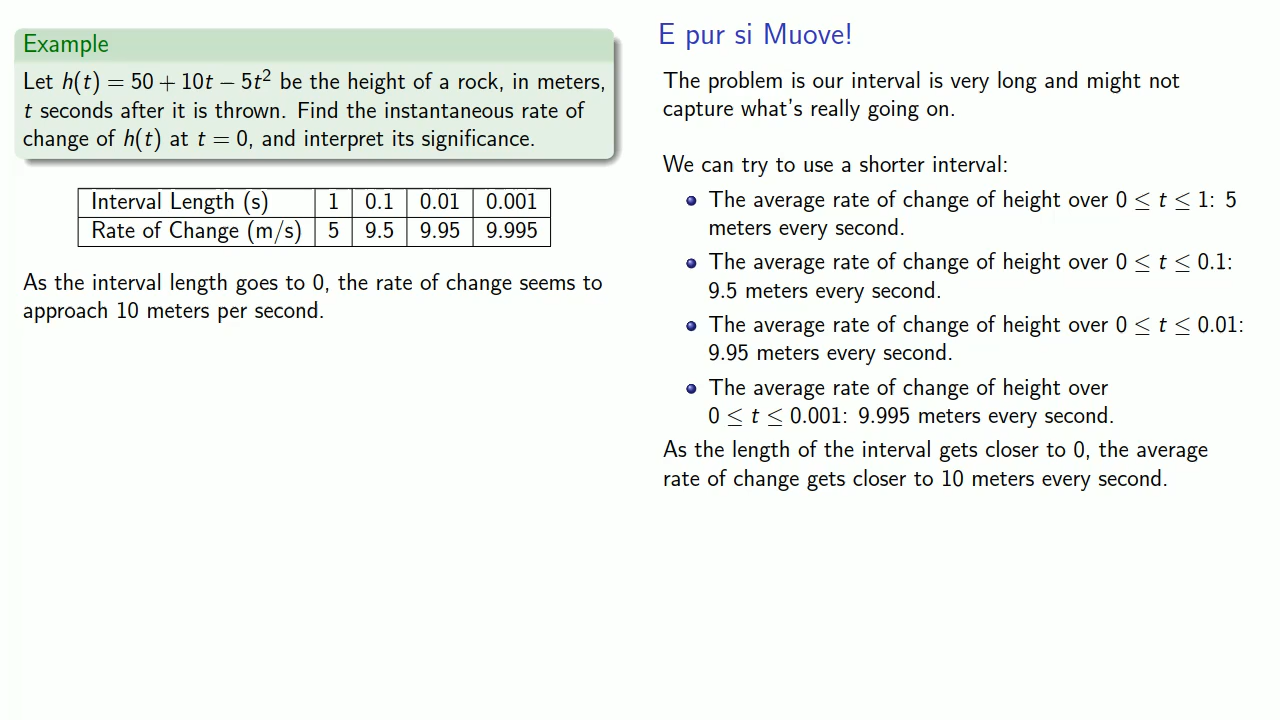 Example
Let h(t) = 50 + 10t − 5t² be the height of a rock, in meters,
t seconds after it is thrown. Find the instantaneous rate of
change of h(t) at t = 0, and interpret its significance.
Interval Length (s) 1 0.1 0.01 0.001
Rate of Change (m/s) 5 9.5 9.95 9.995
As the interval length goes to 0, the rate of change seems to
approach 10 meters per second.
E pur si Muove!
The problem is our interval is very long and might not
capture what's really going on.
We can try to use a shorter interval:
The average rate of change of height over 0 ≤ t ≤ 1: 5
meters every second.
The average rate of change of height over 0 ≤ t ≤ 0.1:
9.5 meters every second.
The average rate of change of height over 0 ≤ t ≤ 0.01:
9.95 meters every second.
The average rate of change of height over
0 ≤ t ≤ 0.001: 9.995 meters every second.
As the length of the interval gets closer to 0, the average
rate of change gets closer to 10 meters every second.